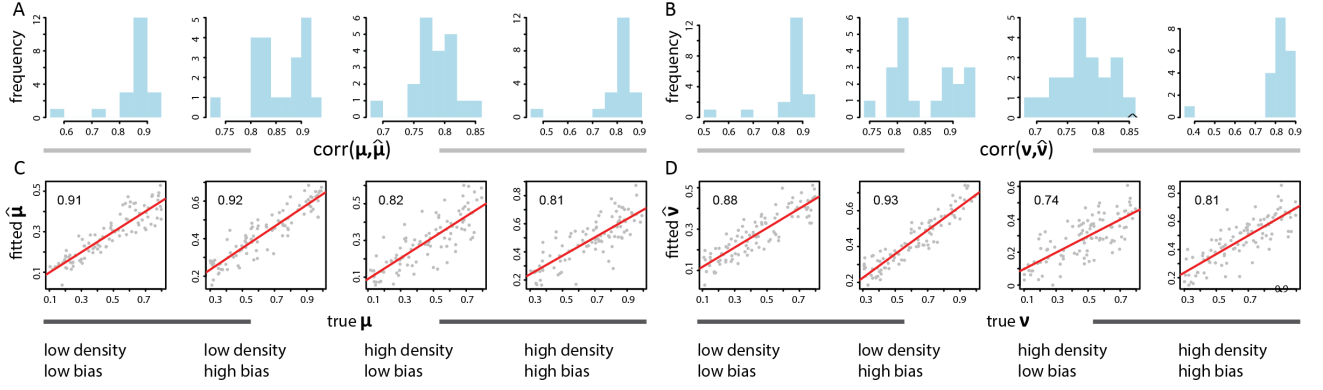 A
B
frequency
0 4 8 12
0.6 0.7 0.8 0.9
0 1 2 3 4 5
0.75 0.8 0.85 0.9
0 1 2 3 4 5 6
0.7 0.75 0.8 0.85
0 4 8 12
0.5 0.6 0.7 0.8 0.9
frequency
0 4 8 12
0.5 0.6 0.7 0.8 0.9
0 1 2 3 4 5 6
0.75 0.8 0.85 0.9
0 1 2 3 4 5
0.7 0.75 0.8 0.85
0 2 4 6 8
0.4 0.5 0.6 0.7 0.8 0.9
corr(μ,μ̂)
corr(ν,ν̂)
C
D
fitted μ̂
0.91
0.1 0.3 0.5
0.1 0.3 0.5 0.7
0.92
0.2 0.4 0.6
0.3 0.5 0.7 0.9
0.82
0.1 0.3 0.5
0.1 0.3 0.5 0.7
0.81
0.2 0.4 0.6 0.8
0.3 0.5 0.7 0.9
fitted ν̂
0.88
0.1 0.3 0.5
0.1 0.3 0.5 0.7
0.93
0.2 0.4 0.6
0.3 0.5 0.7 0.9
0.74
0 0.2 0.4 0.6
0.1 0.3 0.5 0.7
0.81
0.2 0.4 0.6 0.8
0.3 0.5 0.7 0.9
true μ
true ν
low density
low bias
low density
high bias
high density
low bias
high density
high bias
low density
low bias
low density
high bias
high density
low bias
high density
high bias